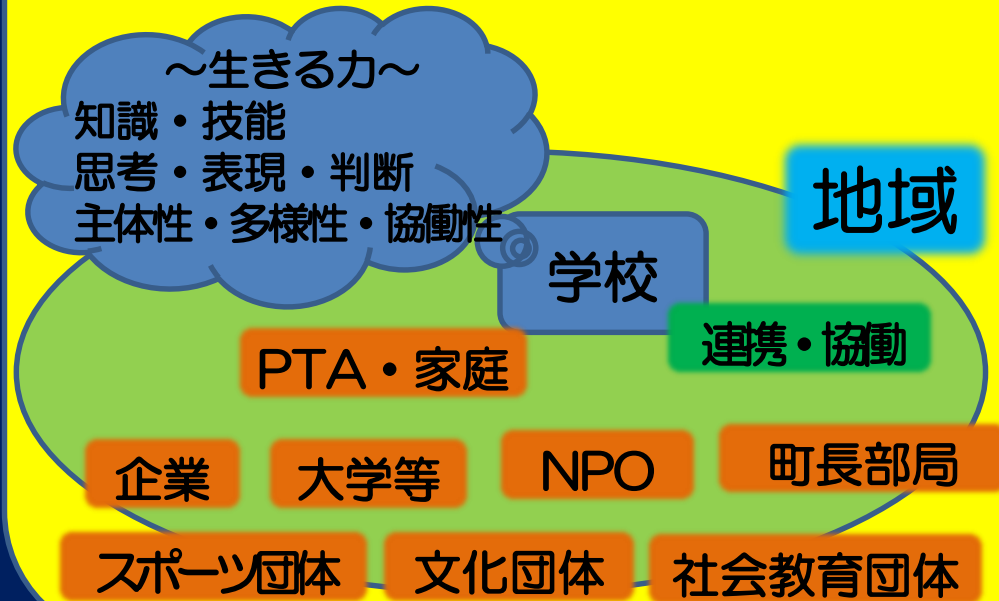 ～生きる力～
知識・技能
思考・表現・判断
主体性・多様性・協働性
地域
学校
連携・協働
PTA・家庭
企業
大学等
NPO
町長部局
スポーツ団体
文化団体
社会教育団体